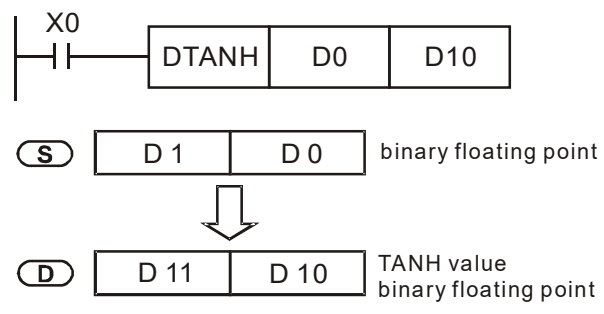 X0
DTANH D0 D10
S D 1 D 0 binary floating point
D D 11 D 10 TANH value
binary floating point